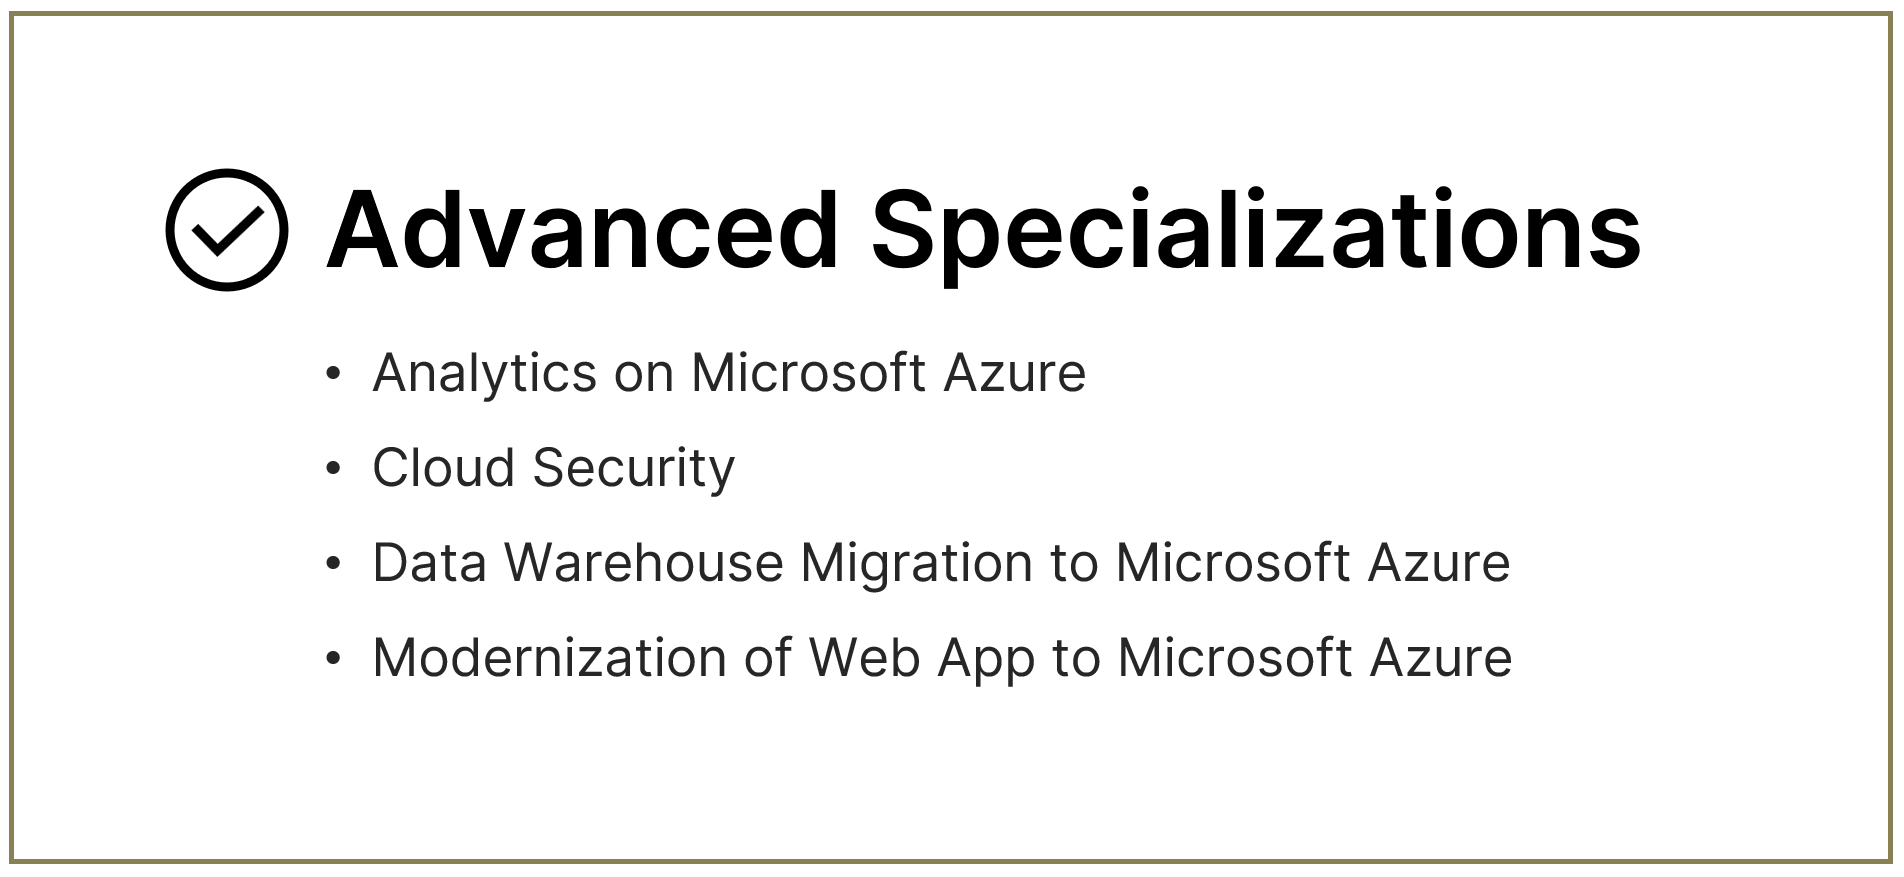 Advanced Specializations
• Analytics on Microsoft Azure
• Cloud Security
• Data Warehouse Migration to Microsoft Azure
• Modernization of Web App to Microsoft Azure